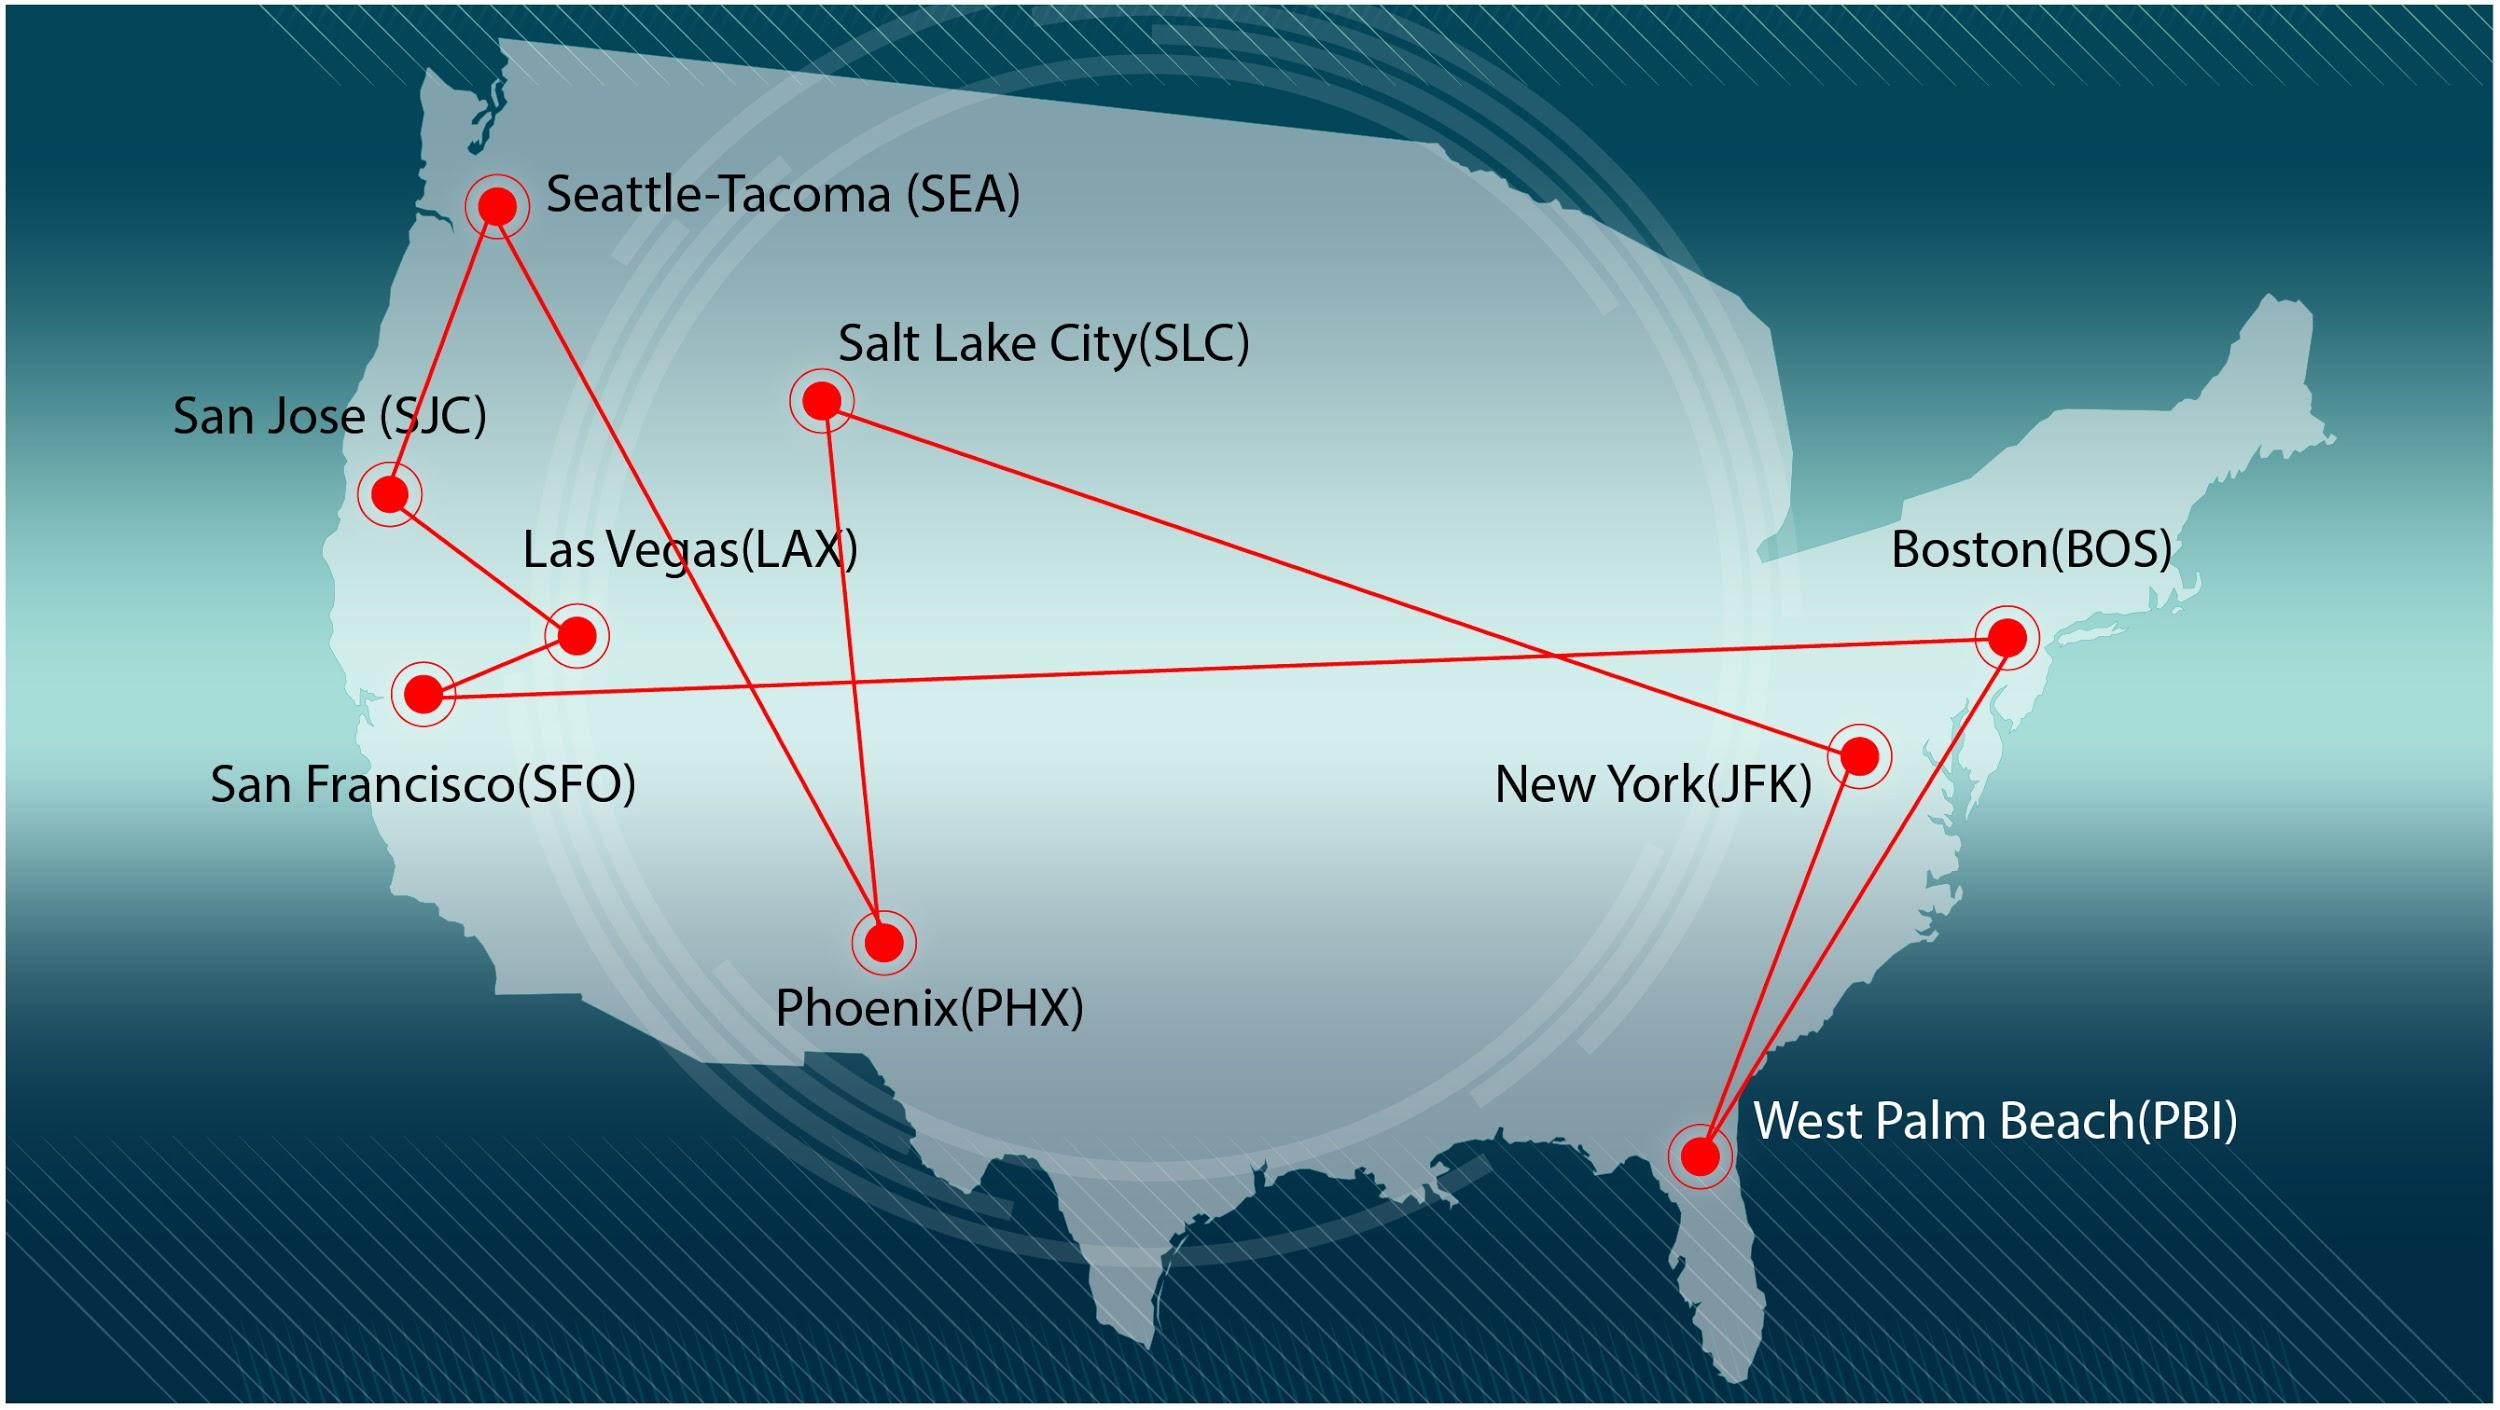 Seattle-Tacoma (SEA)
Salt Lake City(SLC)
San Jose (SJC)
Las Vegas(LAX)
Boston(BOS)
San Francisco(SFO)
New York(JFK)
Phoenix(PHX)
West Palm Beach(PBI)